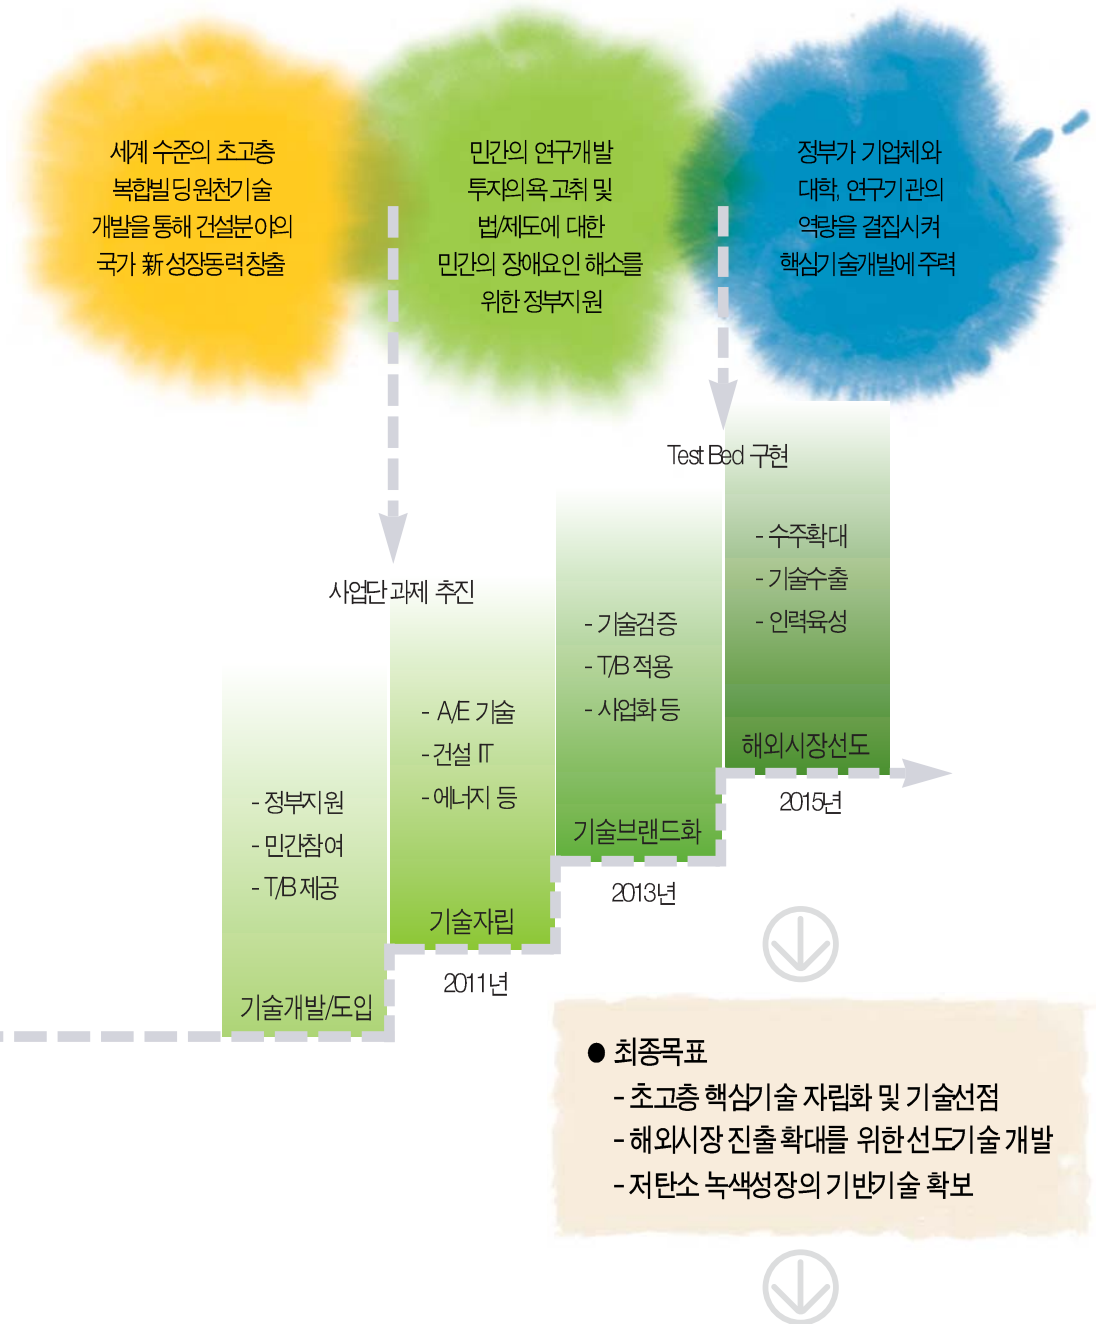 세계 수준의 초고층
복합빌딩원천기술
개발을 통해 건설분야의
국가 新성장동력창출
민간의 연구개발
투자의욕 고취 및
법/제도에 대한
민간의 장애요인 해소를
위한 정부지원
정부가 기업체와
대학, 연구기관의
역량을 결집시켜
핵심기술개발에 주력
Test Bed 구현
- 수주확대
- 기술수출
- 인력육성
해외시장선도
2015년
사업단 과제 추진
- 기술검증
- T/B 적용
- 사업화 등
기술브랜드화
2013년
- A/E 기술
- 건설 IT
- 에너지 등
기술자립
2011년
- 정부지원
- 민간참여
- T/B 제공
기술개발/도입
● 최종목표
- 초고층 핵심기술 자립화 및 기술선점
- 해외시장 진출 확대를 위한 선도기술 개발
- 저탄소 녹색성장의 기반기술 확보